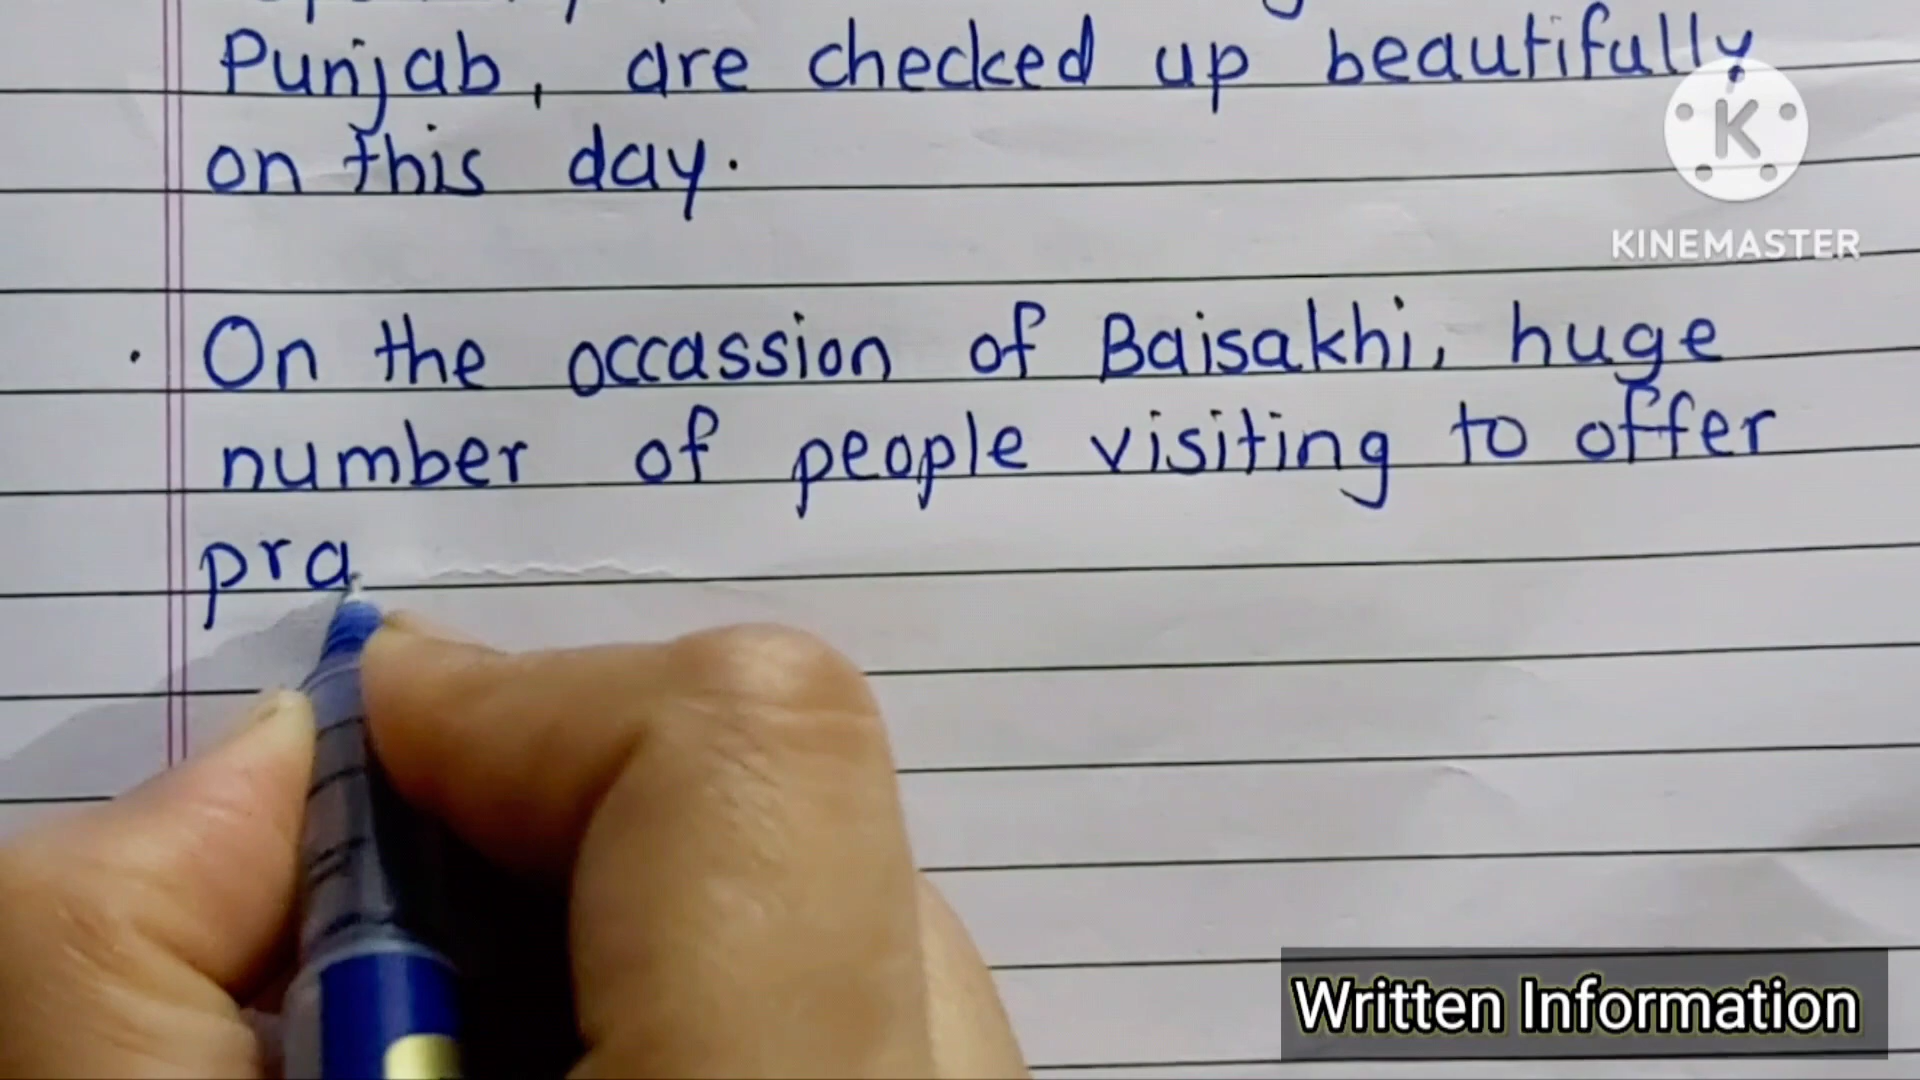 Punjab, are checked up beautifully
on this day.
K
KINEMASTER
. On the occassion of Baisakhi, huge
number of people visiting to offer
pra
Written Information